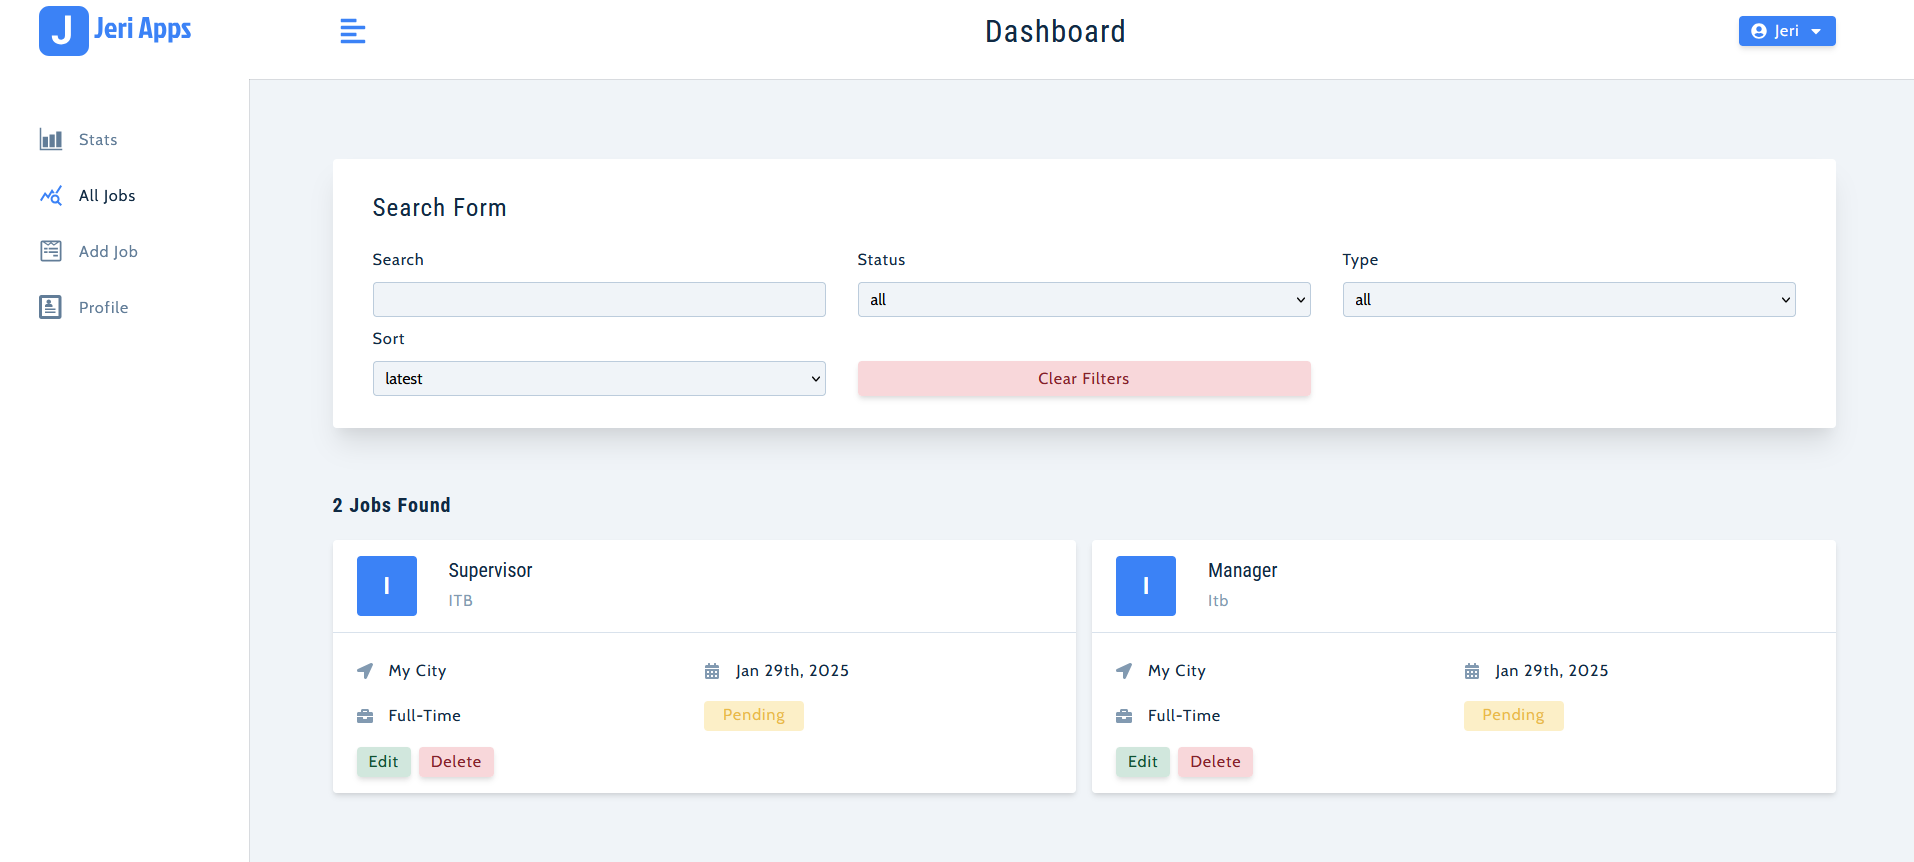 J Jeri Apps
Dashboard
Jeri
Stats
All Jobs
Add Job
Profile
Search Form
Search
Status
Type
all
all
Sort
latest
Clear Filters
2 Jobs Found
I
Supervisor
ITB
My City
Jan 29th, 2025
Full-Time
Pending
Edit
Delete
I
Manager
Itb
My City
Jan 29th, 2025
Full-Time
Pending
Edit
Delete